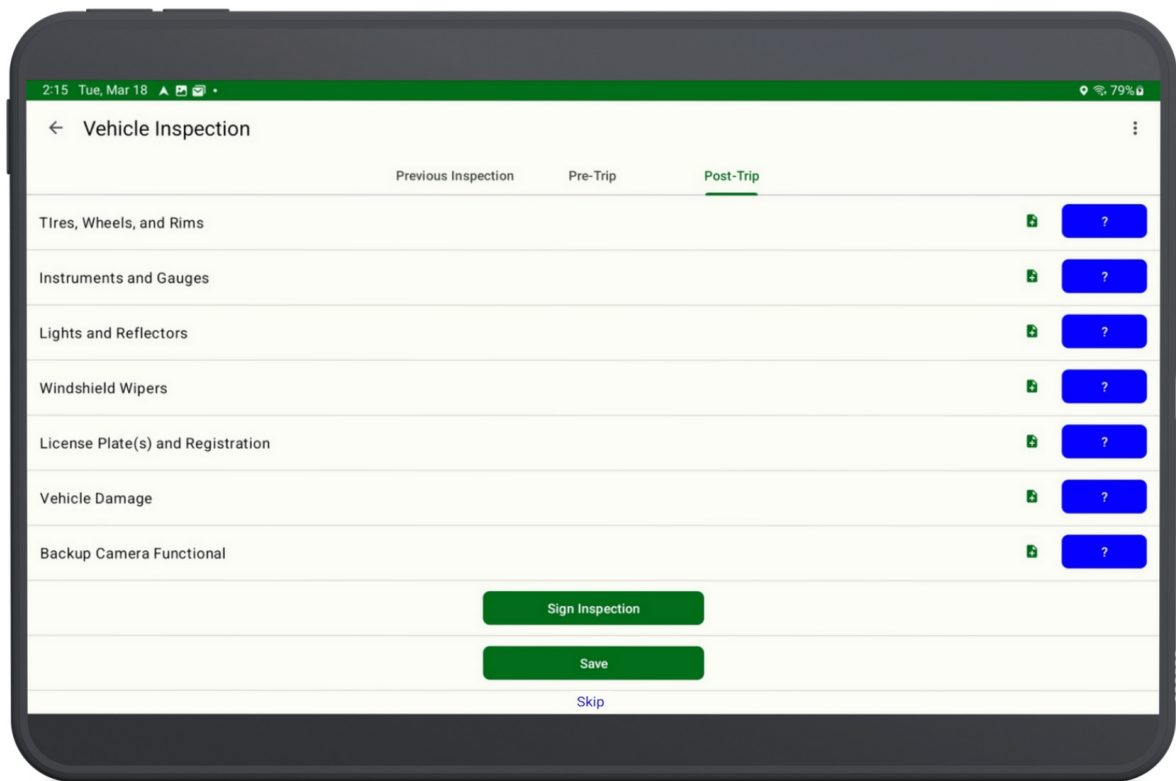 2:15 Tue, Mar 18 79%
Vehicle Inspection
Previous Inspection Pre-Trip Post-Trip
TIres, Wheels, and Rims ?
Instruments and Gauges ?
Lights and Reflectors ?
Windshield Wipers ?
License Plate(s) and Registration ?
Vehicle Damage ?
Backup Camera Functional ?
Sign Inspection
Save
Skip